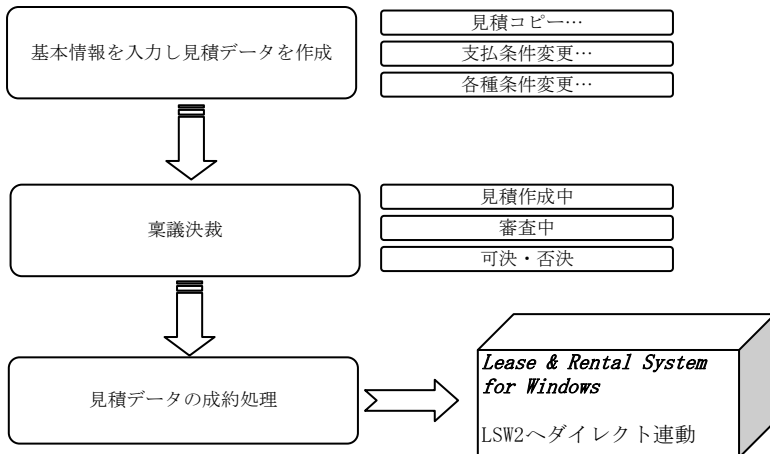 基本情報を入力し見積データを作成
見積コピー…
支払条件変更…
各種条件変更…
稟議決裁
見積作成中
審査中
可決・否決
見積データの成約処理
Lease & Rental System
for Windows
LSW2へダイレクト連動